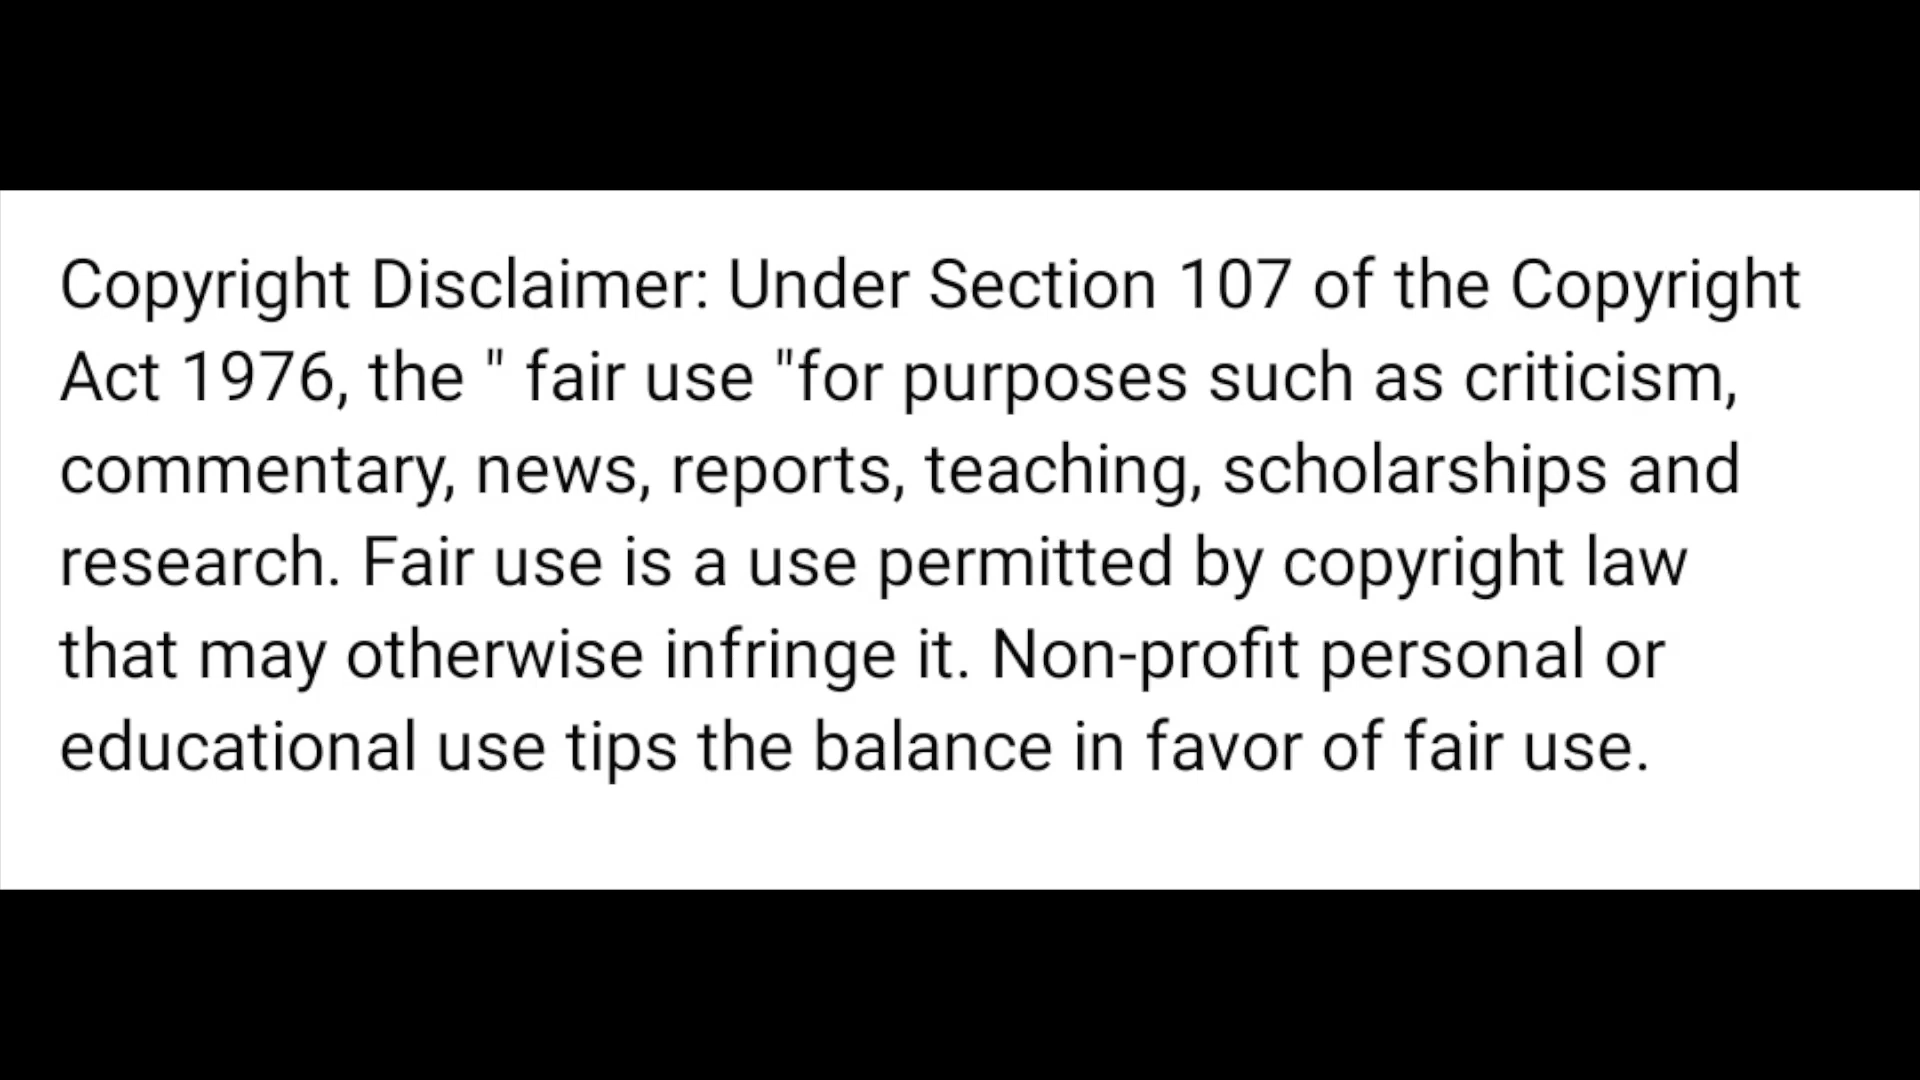 Copyright Disclaimer: Under Section 107 of the Copyright
Act 1976, the " fair use "for purposes such as criticism,
commentary, news, reports, teaching, scholarships and
research. Fair use is a use permitted by copyright law
that may otherwise infringe it. Non-profit personal or
educational use tips the balance in favor of fair use.